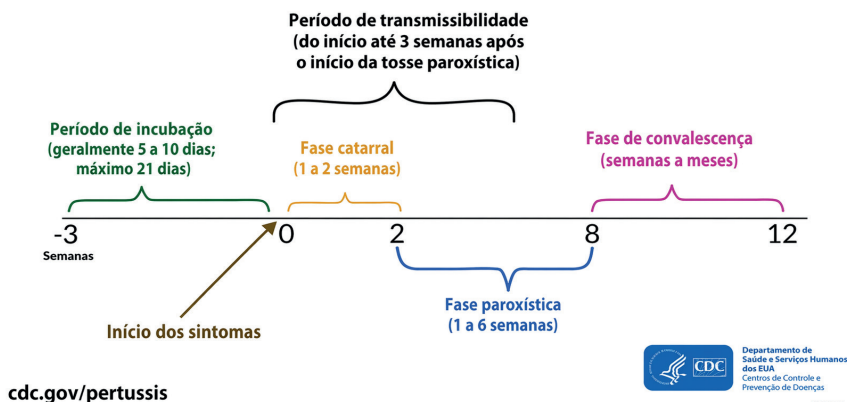 Período de transmissibilidade
(do início até 3 semanas após
o início da tosse paroxística)
Período de incubação
(geralmente 5 a 10 dias;
máximo 21 dias)
Fase catarral
(1 a 2 semanas)
Fase de convalescença
(semanas a meses)
-3
0
2
8
12
Semanas
Início dos sintomas
Fase paroxística
(1 a 6 semanas)
CDC
Departamento de
Saúde e Serviços Humanos
dos EUA
Centros de Controle e
Prevenção de Doenças
cdc.gov/pertussis